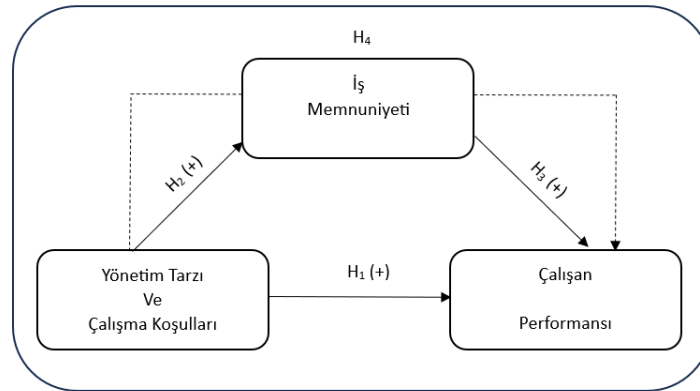 H₄
İş
Memnuniyeti
H₂ (+)
H₃ (+)
Yönetim Tarzı
Ve
Çalışma Koşulları
H₁ (+)
Çalışan
Performansı